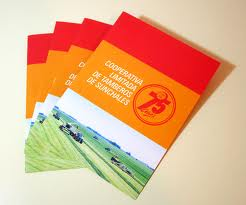 COOPERATIVA
LIMITADA
DE TAMBEROS
DE SUNCHALES
75